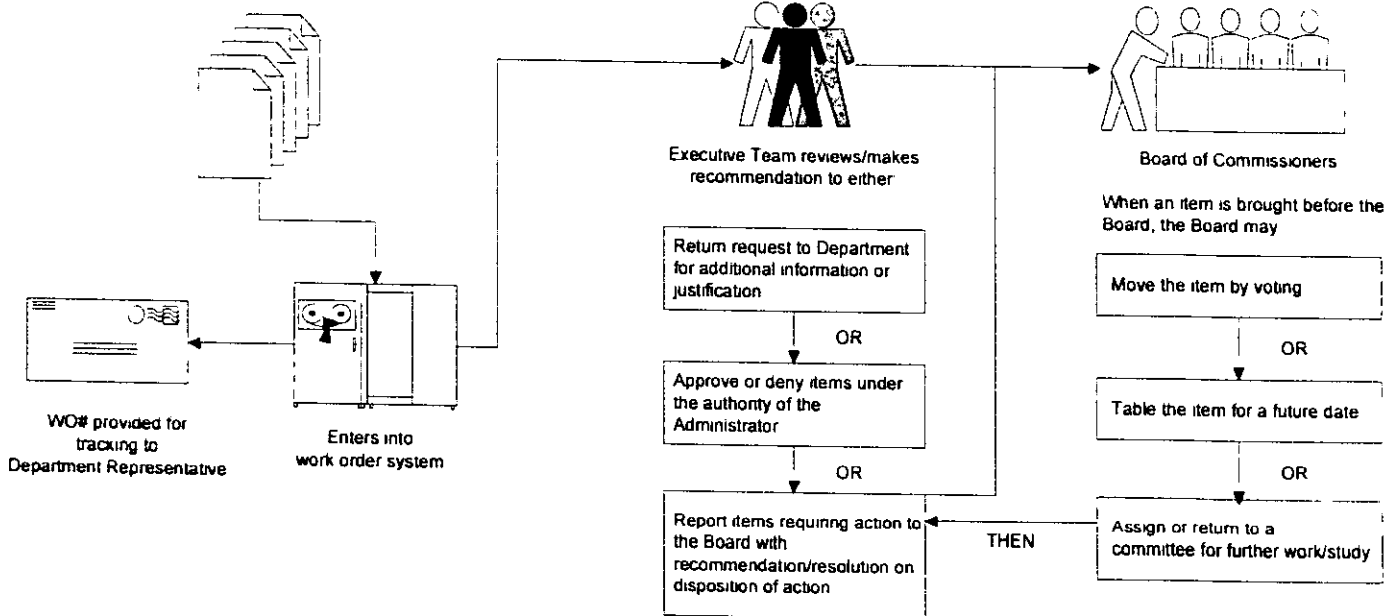 WO# provided for
tracking to
Department Representative
Enters into
work order system
Executive Team reviews/makes
recommendation to either
Return request to Department
for additional information or
justification
OR
Approve or deny items under
the authority of the
Administrator
OR
Report items requiring action to
the Board with
recommendation/resolution on
disposition of action
THEN
Board of Commissioners
When an item is brought before the
Board, the Board may
Move the item by voting
OR
Table the item for a future date
OR
Assign or return to a
committee for further work/study